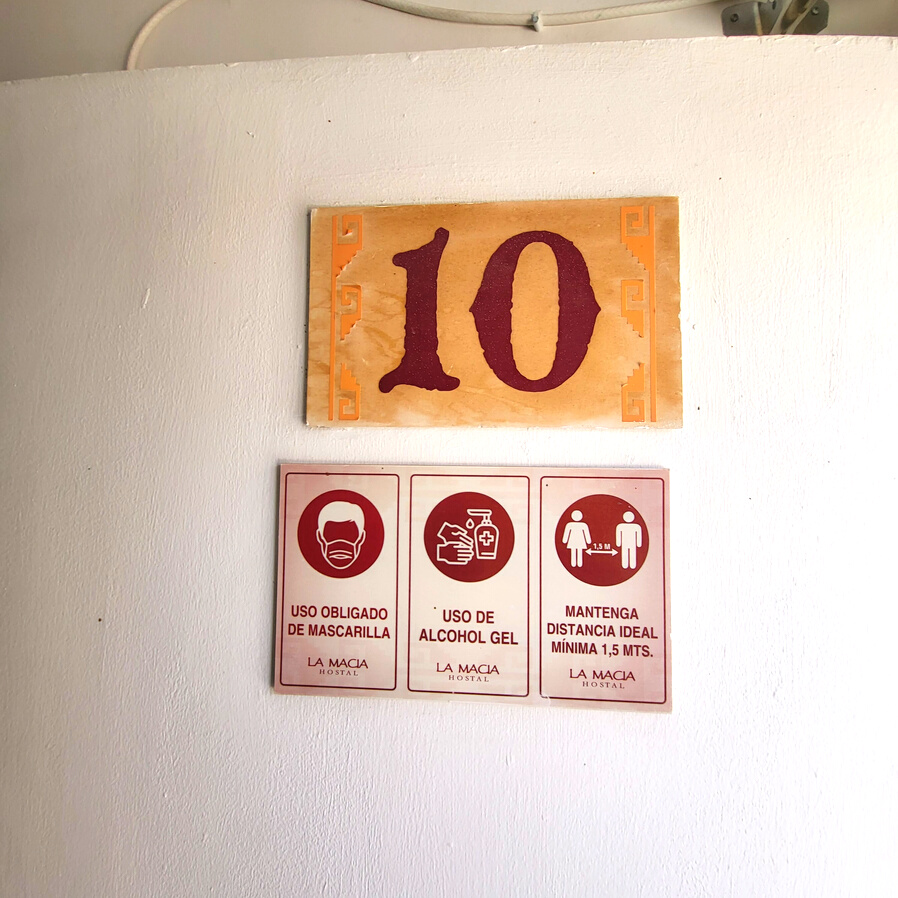 10
USO OBLIGADO
DE MASCARILLA
LA MACIA
HOSTAL
USO DE
ALCOHOL GEL
LA MACIA
HOSTAL
1,5 M
MANTENGA
DISTANCIA IDEAL
MÍNIMA 1,5 MTS.
LA MACIA
HOSTAL